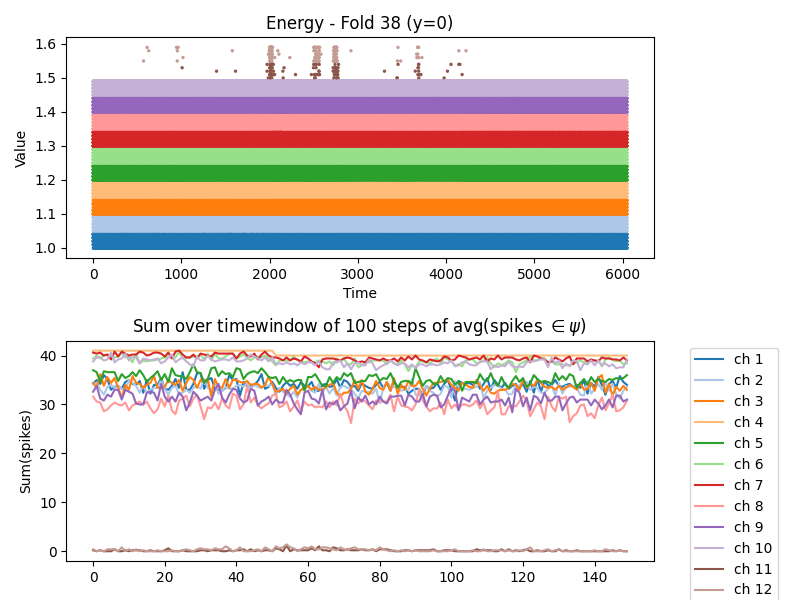 Energy - Fold 38 (y=0)
1.6
1.5
1.4
1.3
1.2
1.1
1.0
Value
0 1000 2000 3000 4000 5000 6000
Time
Sum over timewindow of 100 steps of avg(spikes ∈ ψ)
40
30
20
10
0
Sum(spikes)
0 20 40 60 80 100 120 140
ch 1
ch 2
ch 3
ch 4
ch 5
ch 6
ch 7
ch 8
ch 9
ch 10
ch 11
ch 12